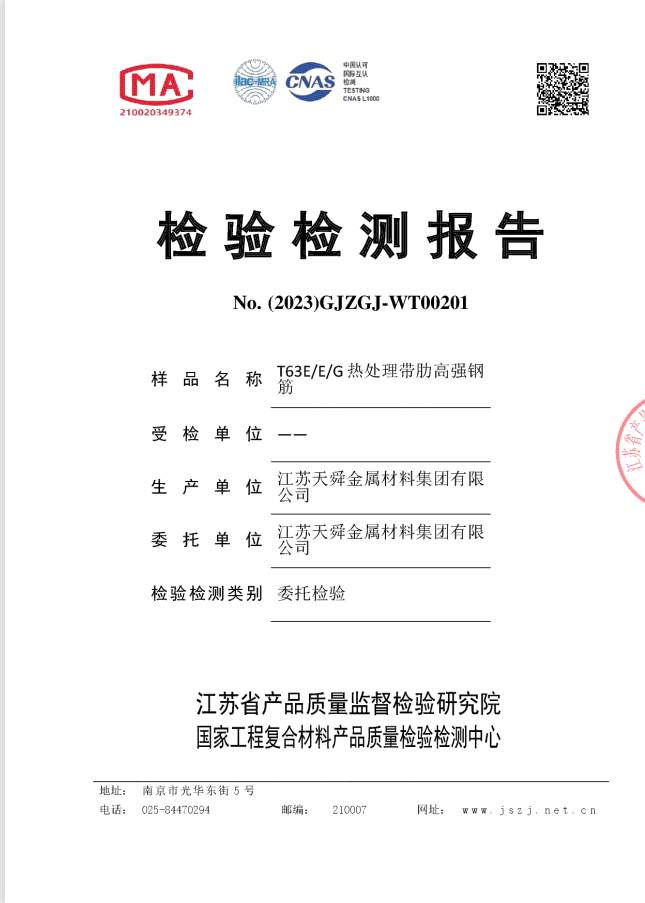 MA
210020349374
ilac-MRA
CNAS
中国认可
国际互认
检测
TESTING
CNAS L1000
检验检测报告
No. (2023)GJZGJ-WT00201
样品名称 T63E/E/G 热处理带肋高强钢
筋
受检单位 ——
生产单位 江苏天舜金属材料集团有限
公司
委托单位 江苏天舜金属材料集团有限
公司
检验检测类别 委托检验
江苏省产
江苏省产品质量监督检验研究院
国家工程复合材料产品质量检验检测中心
地址: 南京市光华东街 5 号
电话: 025-84470294 邮编: 210007 网址: www.jszj.net.cn